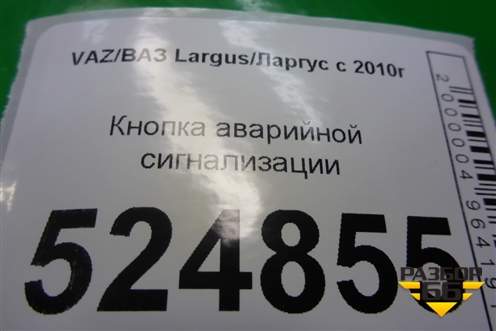 VAZ/ВАЗ Largus/Ларгус с 2010г
Кнопка аварийной
сигнализации
524855
РАЗБОР
66